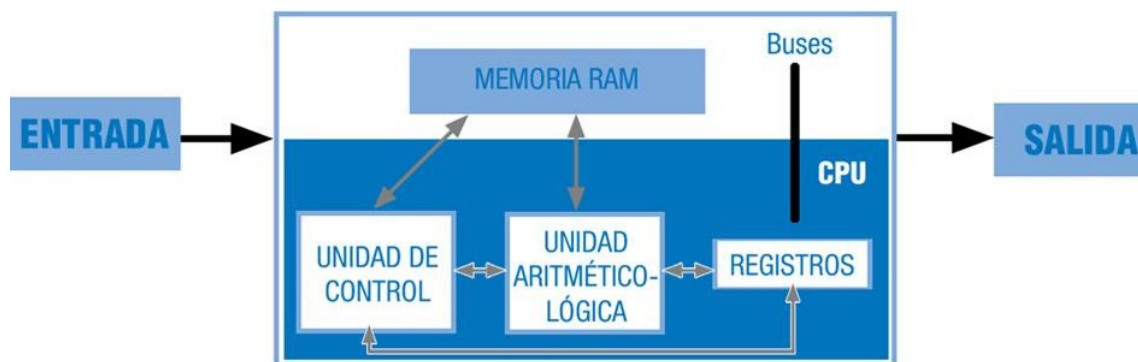 Buses
MEMORIA RAM
ENTRADA
SALIDA
CPU
UNIDAD DE
CONTROL
UNIDAD
ARITMÉTICO-
LÓGICA
REGISTROS